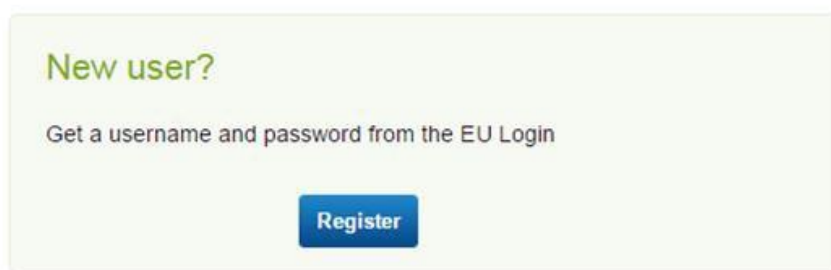 New user?
Get a username and password from the EU Login
Register